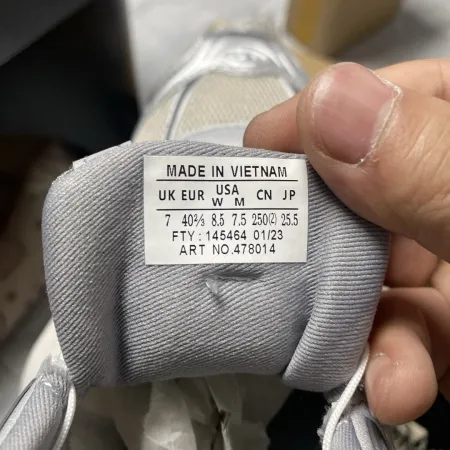 MADE IN VIETNAM
UK EUR USA W M CN JP
7 40⅔ 8.5 7.5 250(2) 25.5
FTY : 145464 01/23
ART NO.478014